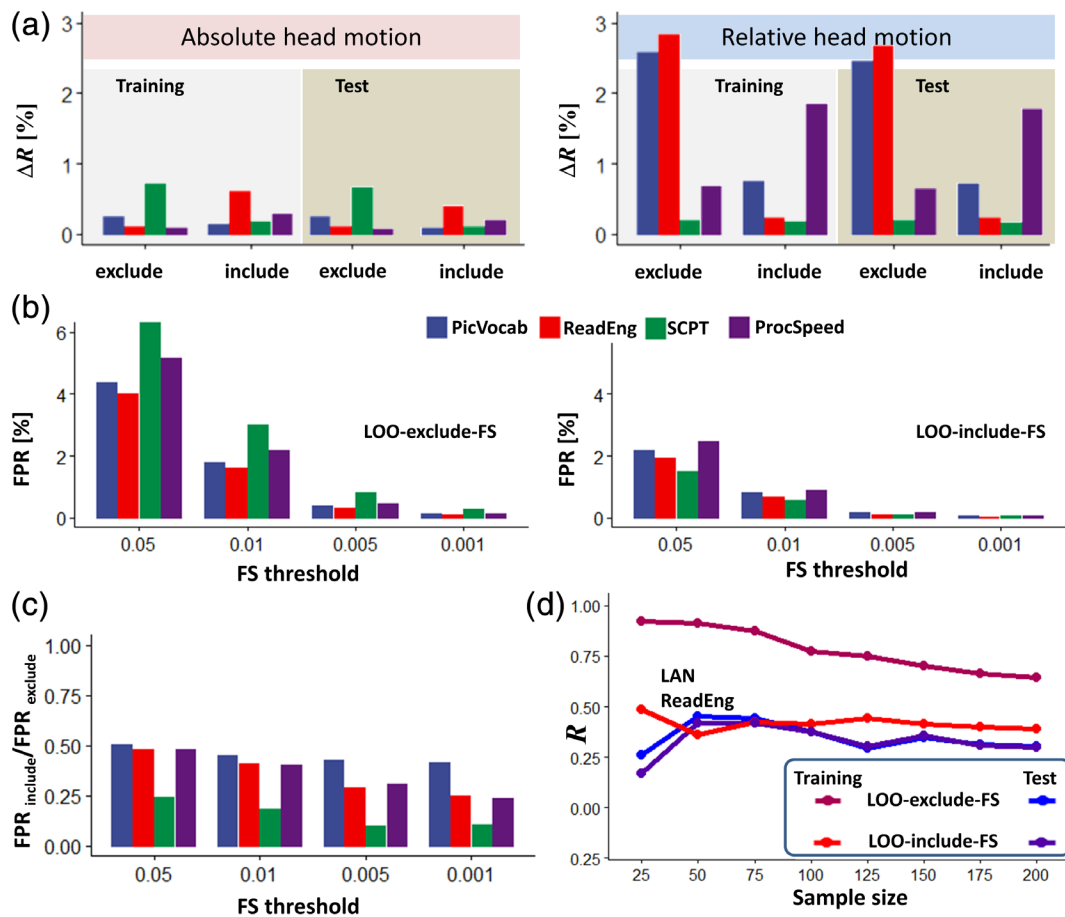 (a)
Absolute head motion
Relative head motion
3
2
1
0
ΔR [%]
Training
Test
exclude
include
exclude
include
3
2
1
0
ΔR [%]
Training
Test
exclude
include
exclude
include
(b)
PicVocab
ReadEng
SCPT
ProcSpeed
6
4
2
0
FPR [%]
LOO-exclude-FS
0.05
0.01
0.005
0.001
FS threshold
6
4
2
0
FPR [%]
LOO-include-FS
0.05
0.01
0.005
0.001
FS threshold
(c)
1.00
0.75
0.50
0.25
0.00
FPR include/FPR exclude
0.05
0.01
0.005
0.001
FS threshold
(d)
1.00
0.75
0.50
0.25
0.00
0.25
R
LAN
ReadEng
Training
Test
LOO-exclude-FS
LOO-include-FS
25
50
75
100
125
150
175
200
Sample size